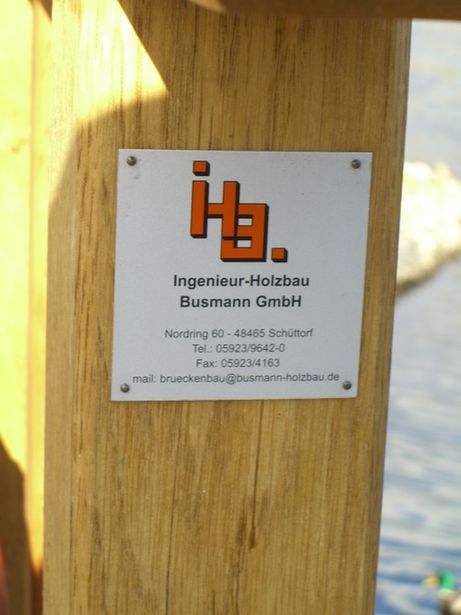 iHB.
Ingenieur-Holzbau
Busmann GmbH
Nordring 60 - 48465 Schüttorf
Tel.: 05923/9642-0
Fax: 05923/4163
mail: brueckenbau@busmann-holzbau.de